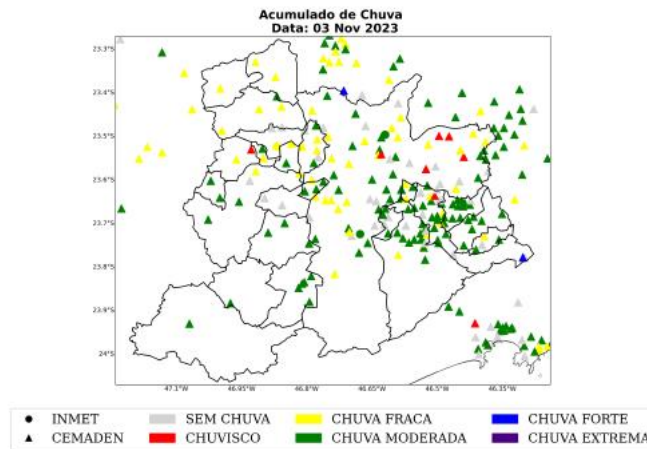 Acumulado de Chuva
Data: 03 Nov 2023
23.3°S
23.4°S
23.5°S
23.6°S
23.7°S
23.8°S
23.9°S
24°S
47.1°W 46.95°W 46.8°W 46.65°W 46.5°W 46.35°W
INMET SEM CHUVA CHUVA FRACA CHUVA FORTE
CEMADEN CHUVISCO CHUVA MODERADA CHUVA EXTREMA